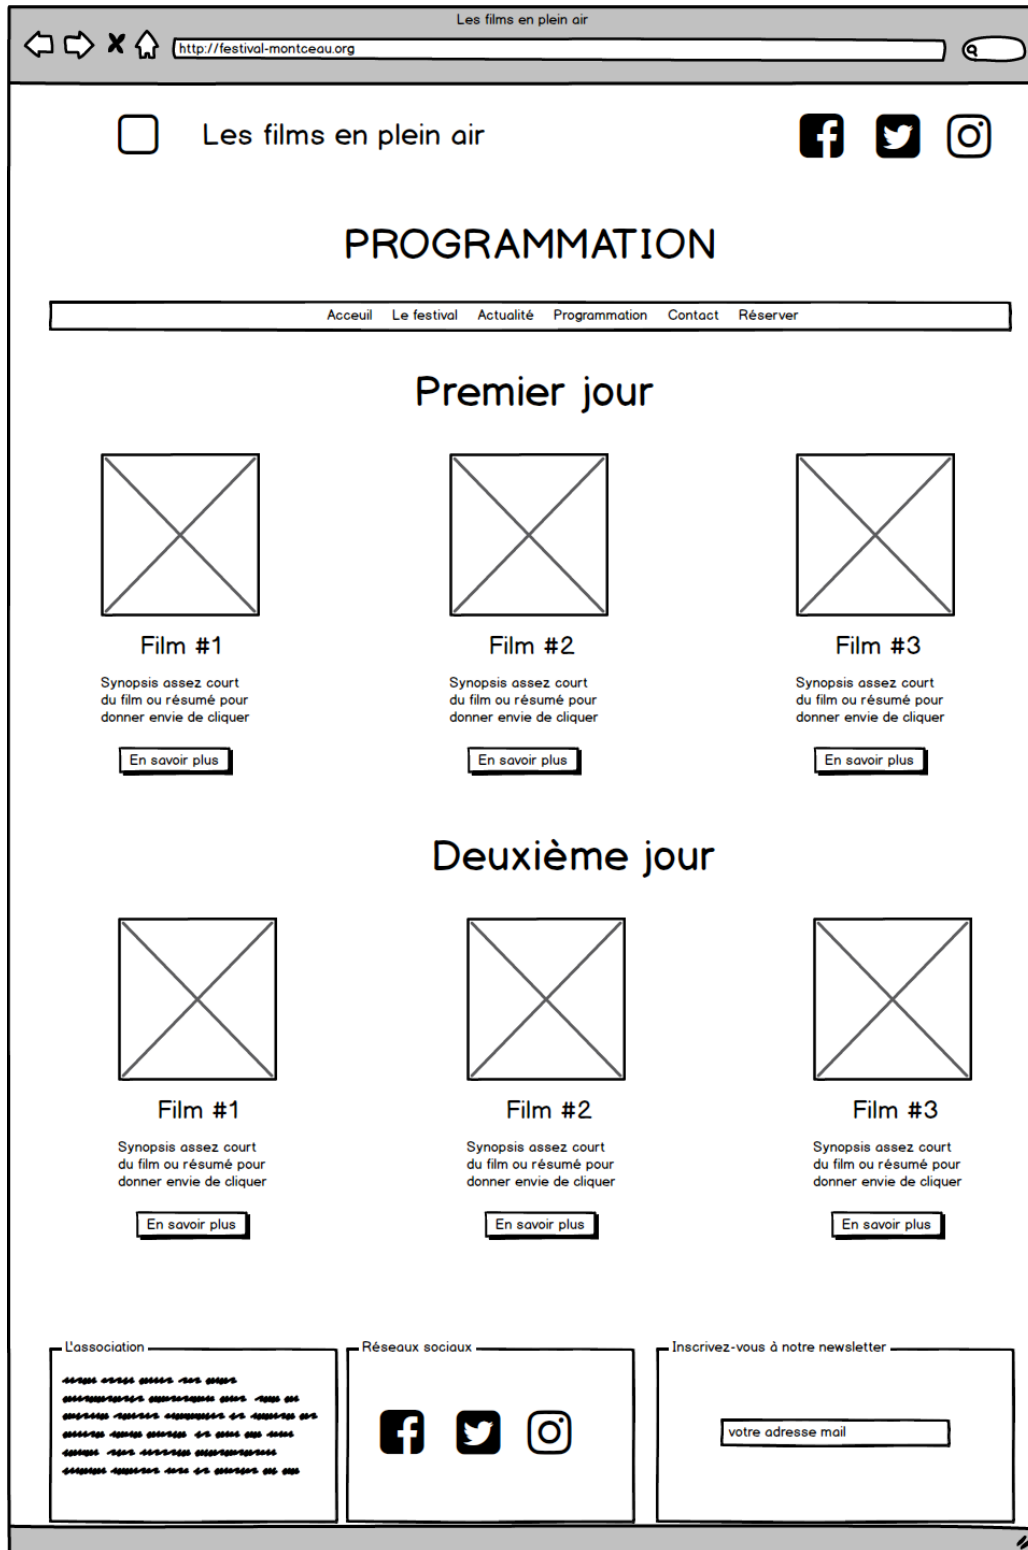 Les films en plein air
http://festival-montceau.org
Les films en plein air
PROGRAMMATION
Acceuil Le festival Actualité Programmation Contact Réserver
Premier jour
Film #1
Synopsis assez court
du film ou résumé pour
donner envie de cliquer
En savoir plus
Film #2
Synopsis assez court
du film ou résumé pour
donner envie de cliquer
En savoir plus
Film #3
Synopsis assez court
du film ou résumé pour
donner envie de cliquer
En savoir plus
Deuxième jour
Film #1
Synopsis assez court
du film ou résumé pour
donner envie de cliquer
En savoir plus
Film #2
Synopsis assez court
du film ou résumé pour
donner envie de cliquer
En savoir plus
Film #3
Synopsis assez court
du film ou résumé pour
donner envie de cliquer
En savoir plus
L'association
Réseaux sociaux
Inscrivez-vous à notre newsletter
votre adresse mail